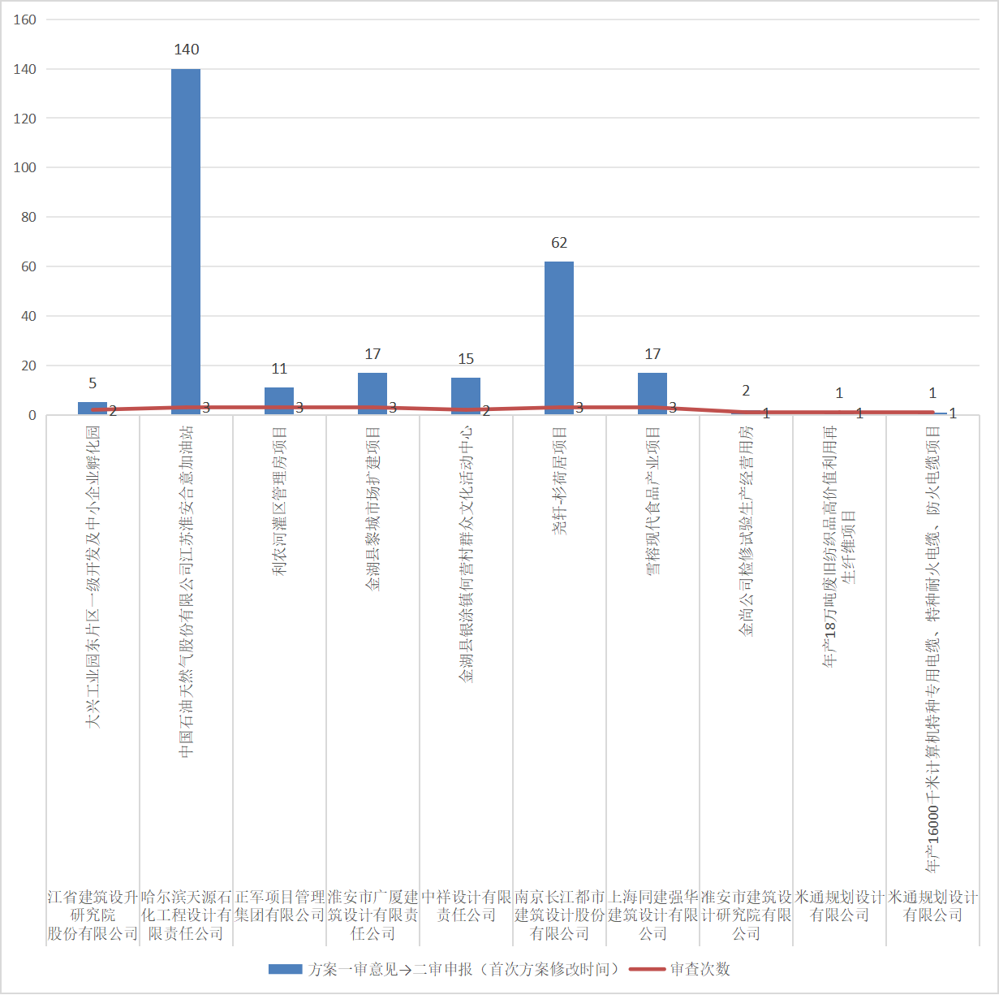 160
140
120
100
80
60
40
20
0
5
140
11
17
15
62
17
2
1
1
2
3
3
3
2
3
3
1
1
1
大兴工业园东片区一级开发及中小企业孵化园
中国石油天然气股份有限公司江苏淮安合意加油站
利农河灌区管理房项目
金湖县黎城市场扩建项目
金湖县银涂镇何营村群众文化活动中心
尧轩-杉荷居项目
雪榕现代食品产业项目
金尚公司检修试验生产经营用房
年产18万吨废旧纺织品高价值利用再
生纤维项目
年产16000千米计算机特种专用电缆、特种耐火电缆、防火电缆项目
江省建筑设升
研究院
股份有限公司
哈尔滨天源石
化工程设计有
限责任公司
正军项目管理
集团有限公司
淮安市广厦建
筑设计有限责
任公司
中祥设计有限
责任公司
南京长江都市
建筑设计股份
有限公司
上海同建强华
建筑设计有限
公司
准安市建筑设
计研究院有限
公司
米通规划设计
有限公司
米通规划设计
有限公司
方案一审意见→二审申报（首次方案修改时间）
审查次数